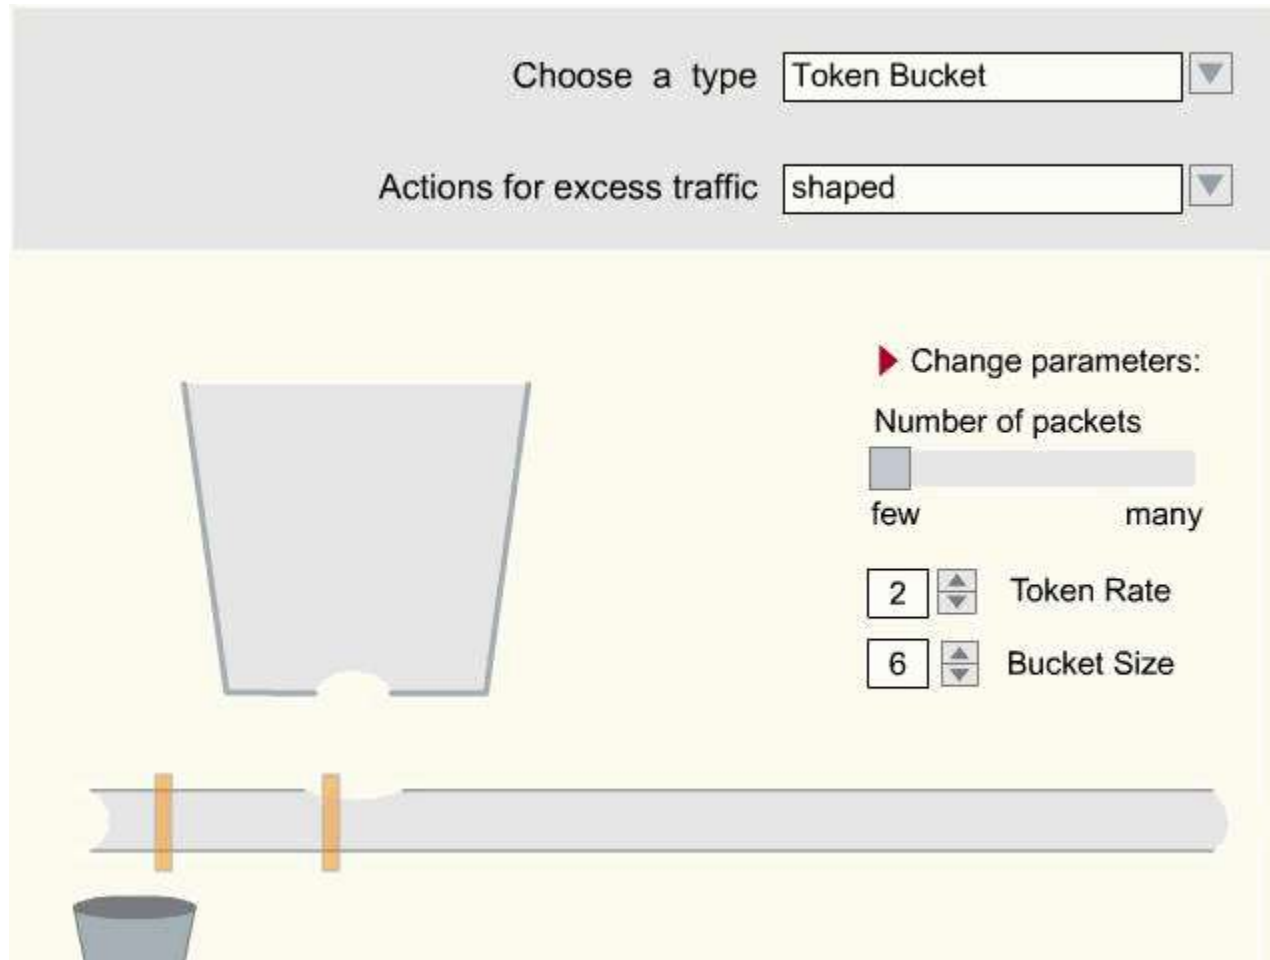 Choose a type Token Bucket
Actions for excess traffic shaped
Change parameters:
Number of packets
few many
2 Token Rate
6 Bucket Size